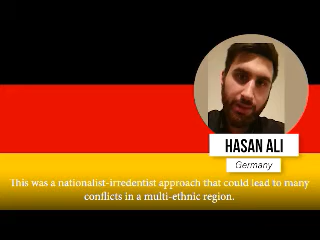 HASAN ALI
Germany
This was a nationalist-irredentist approach that could lead to many
conflicts in a multi-ethnic region.